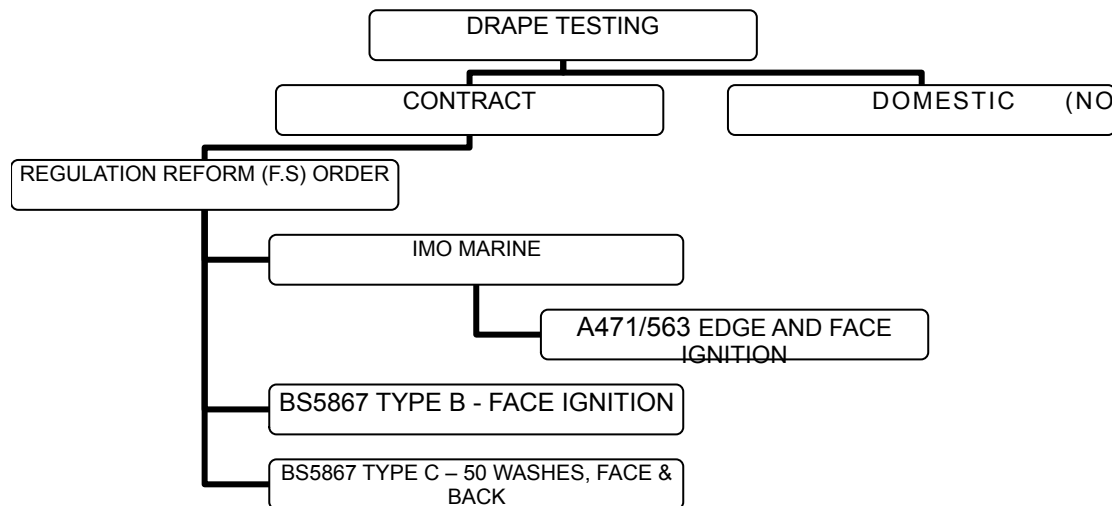 DRAPE TESTING
CONTRACT
DOMESTIC (NO
REGULATION REFORM (F.S) ORDER
IMO MARINE
A471/563 EDGE AND FACE
IGNITION
BS5867 TYPE B - FACE IGNITION
BS5867 TYPE C – 50 WASHES, FACE &
BACK